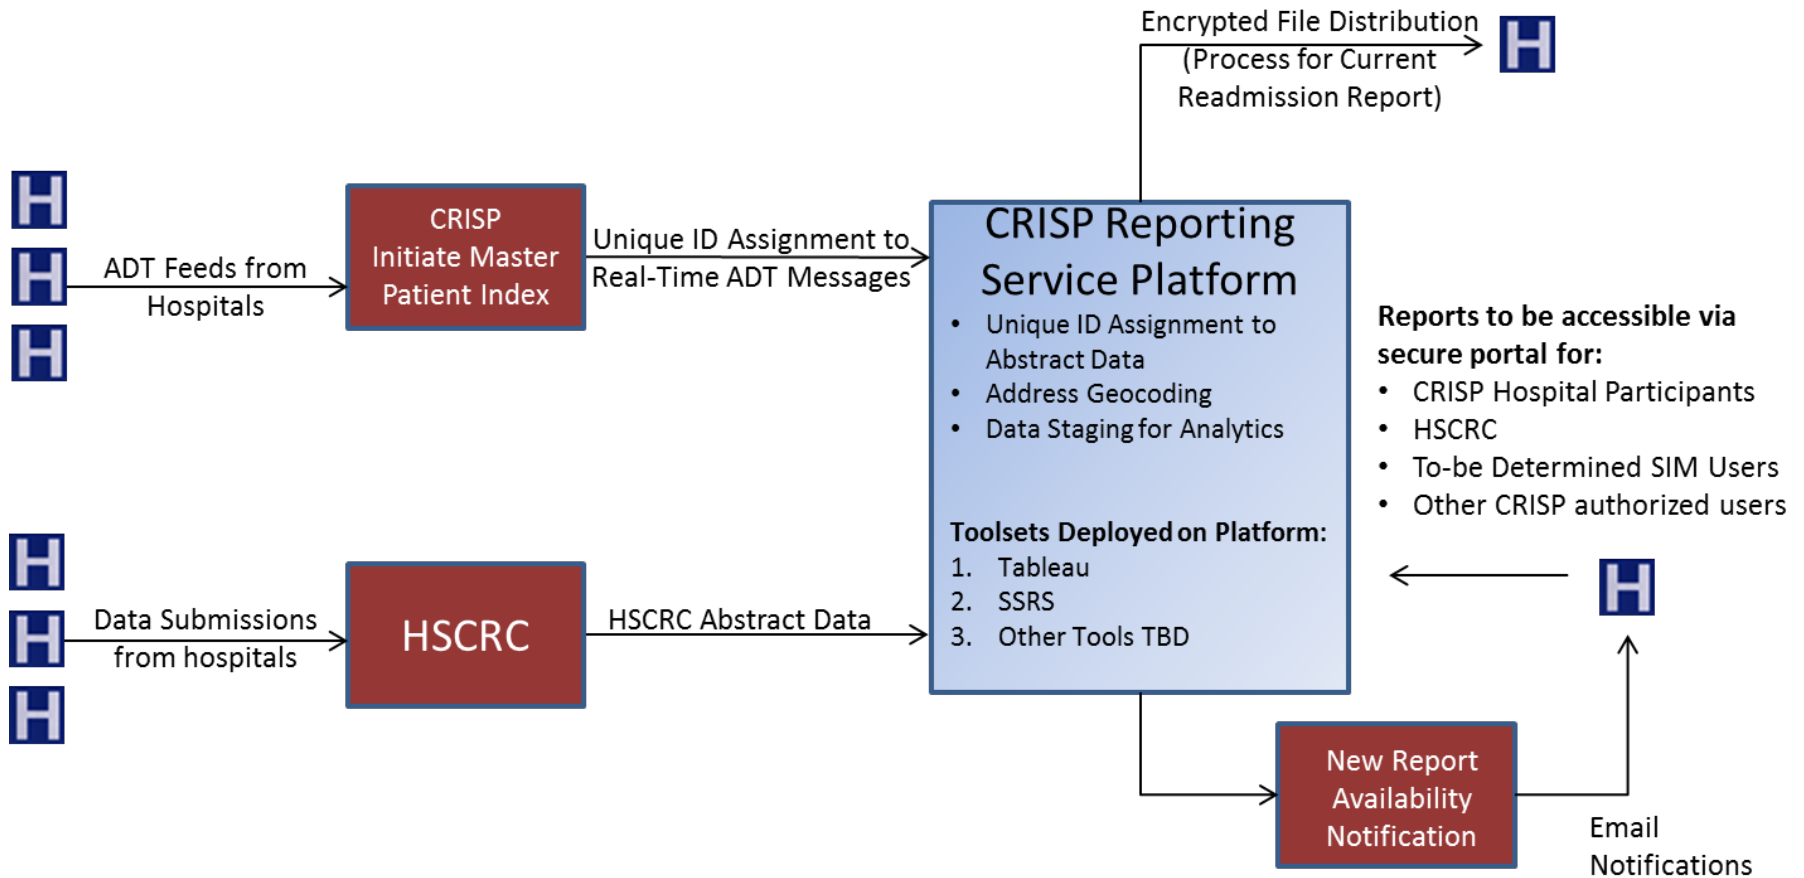 Encrypted File Distribution
(Process for Current
Readmission Report)
H
H
H
H
ADT Feeds from
Hospitals
CRISP
Initiate Master
Patient Index
Unique ID Assignment to
Real-Time ADT Messages
CRISP Reporting
Service Platform
• Unique ID Assignment to
Abstract Data
• Address Geocoding
• Data Staging for Analytics
Toolsets Deployed on Platform:
1. Tableau
2. SSRS
3. Other Tools TBD
Reports to be accessible via
secure portal for:
• CRISP Hospital Participants
• HSCRC
• To-be Determined SIM Users
• Other CRISP authorized users
H
H
H
Data Submissions
from hospitals
HSCRC
HSCRC Abstract Data
H
New Report
Availability
Notification
Email
Notifications